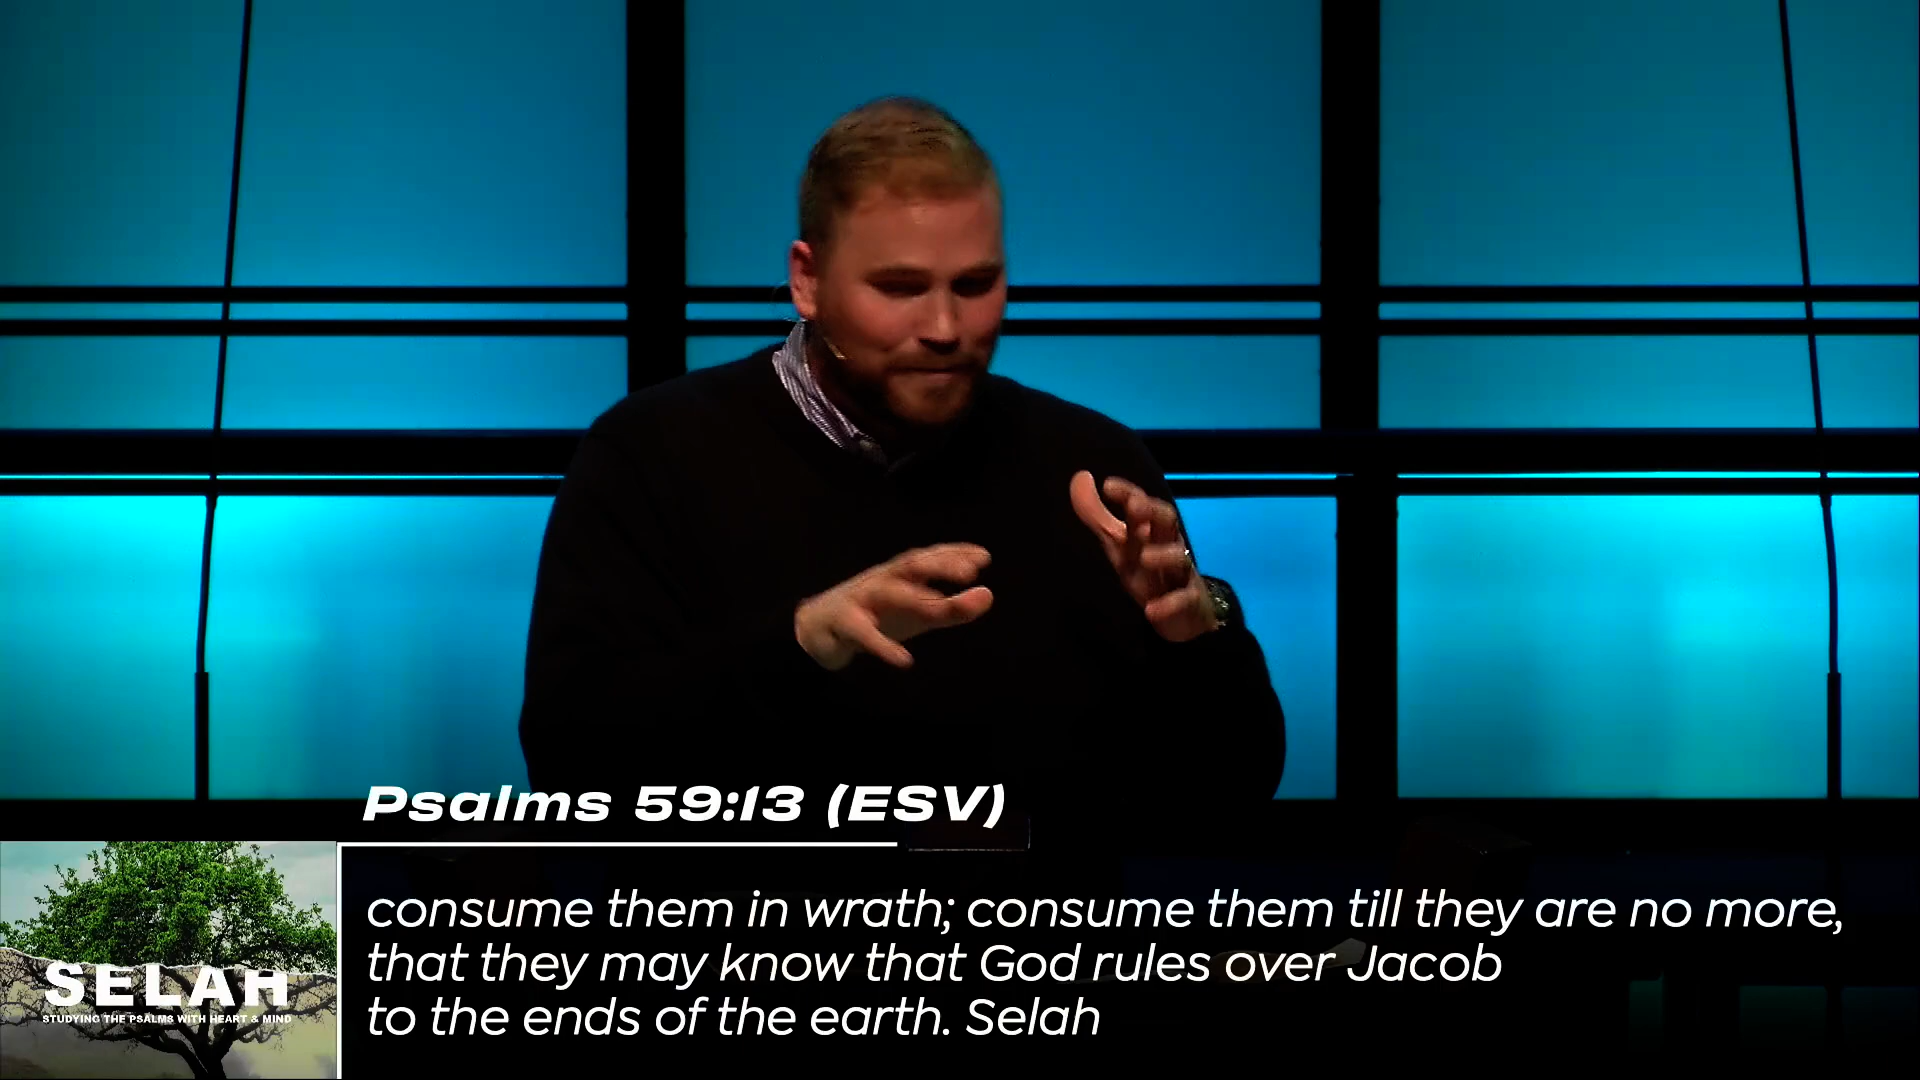 Psalms 59:13 (ESV)
consume them in wrath; consume them till they are no more,
that they may know that God rules over Jacob
to the ends of the earth. Selah
SELAH
STUDYING THE PSALMS WITH HEART & MIND